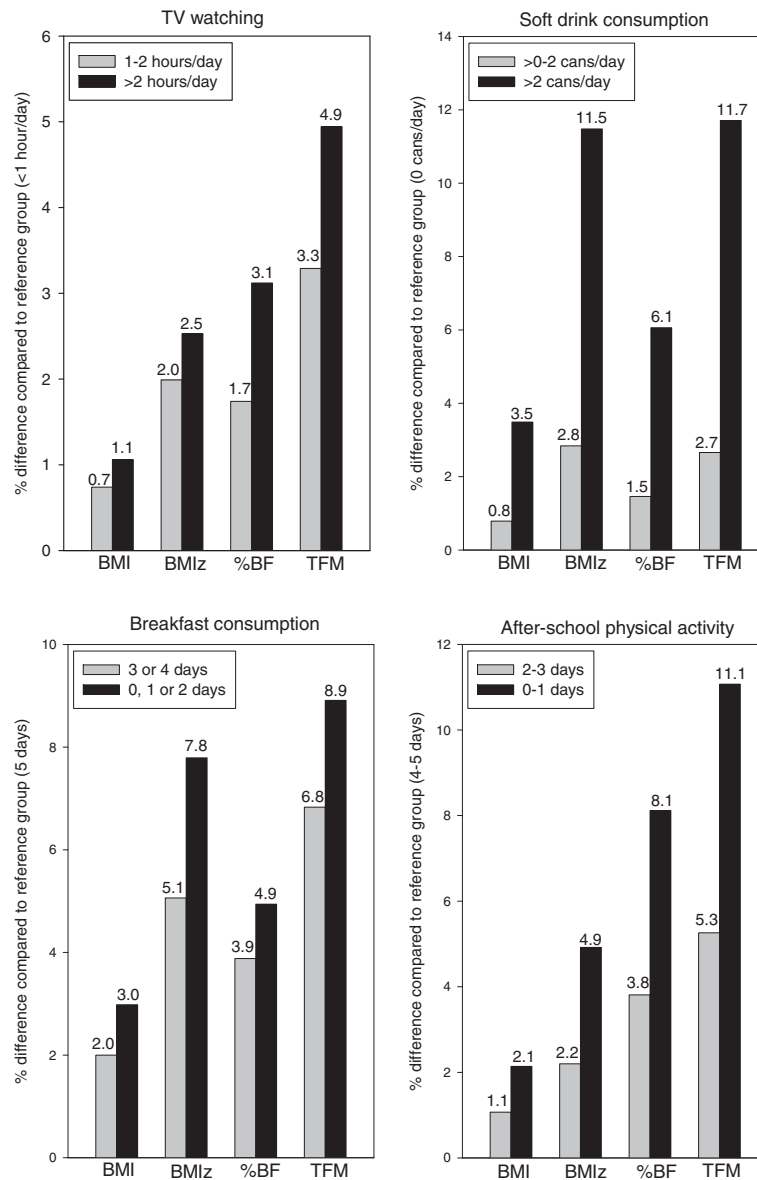 TV watching
1-2 hours/day
>2 hours/day
% difference compared to reference group (<1 hour/day)
6
5
4
3
2
1
0
0.7
1.1
2.0
2.5
1.7
3.1
3.3
4.9
BMI
BMIz
%BF
TFM
Soft drink consumption
>0-2 cans/day
>2 cans/day
% difference compared to reference group (0 cans/day)
14
12
10
8
6
4
2
0
0.8
3.5
2.8
11.5
1.5
6.1
2.7
11.7
BMI
BMIz
%BF
TFM
Breakfast consumption
3 or 4 days
0, 1 or 2 days
% difference compared to reference group (5 days)
10
8
6
4
2
0
2.0
3.0
5.1
7.8
3.9
4.9
6.8
8.9
BMI
BMIz
%BF
TFM
After-school physical activity
2-3 days
0-1 days
% difference compared to reference group (4-5 days)
12
10
8
6
4
2
0
1.1
2.1
2.2
4.9
3.8
8.1
5.3
11.1
BMI
BMIz
%BF
TFM